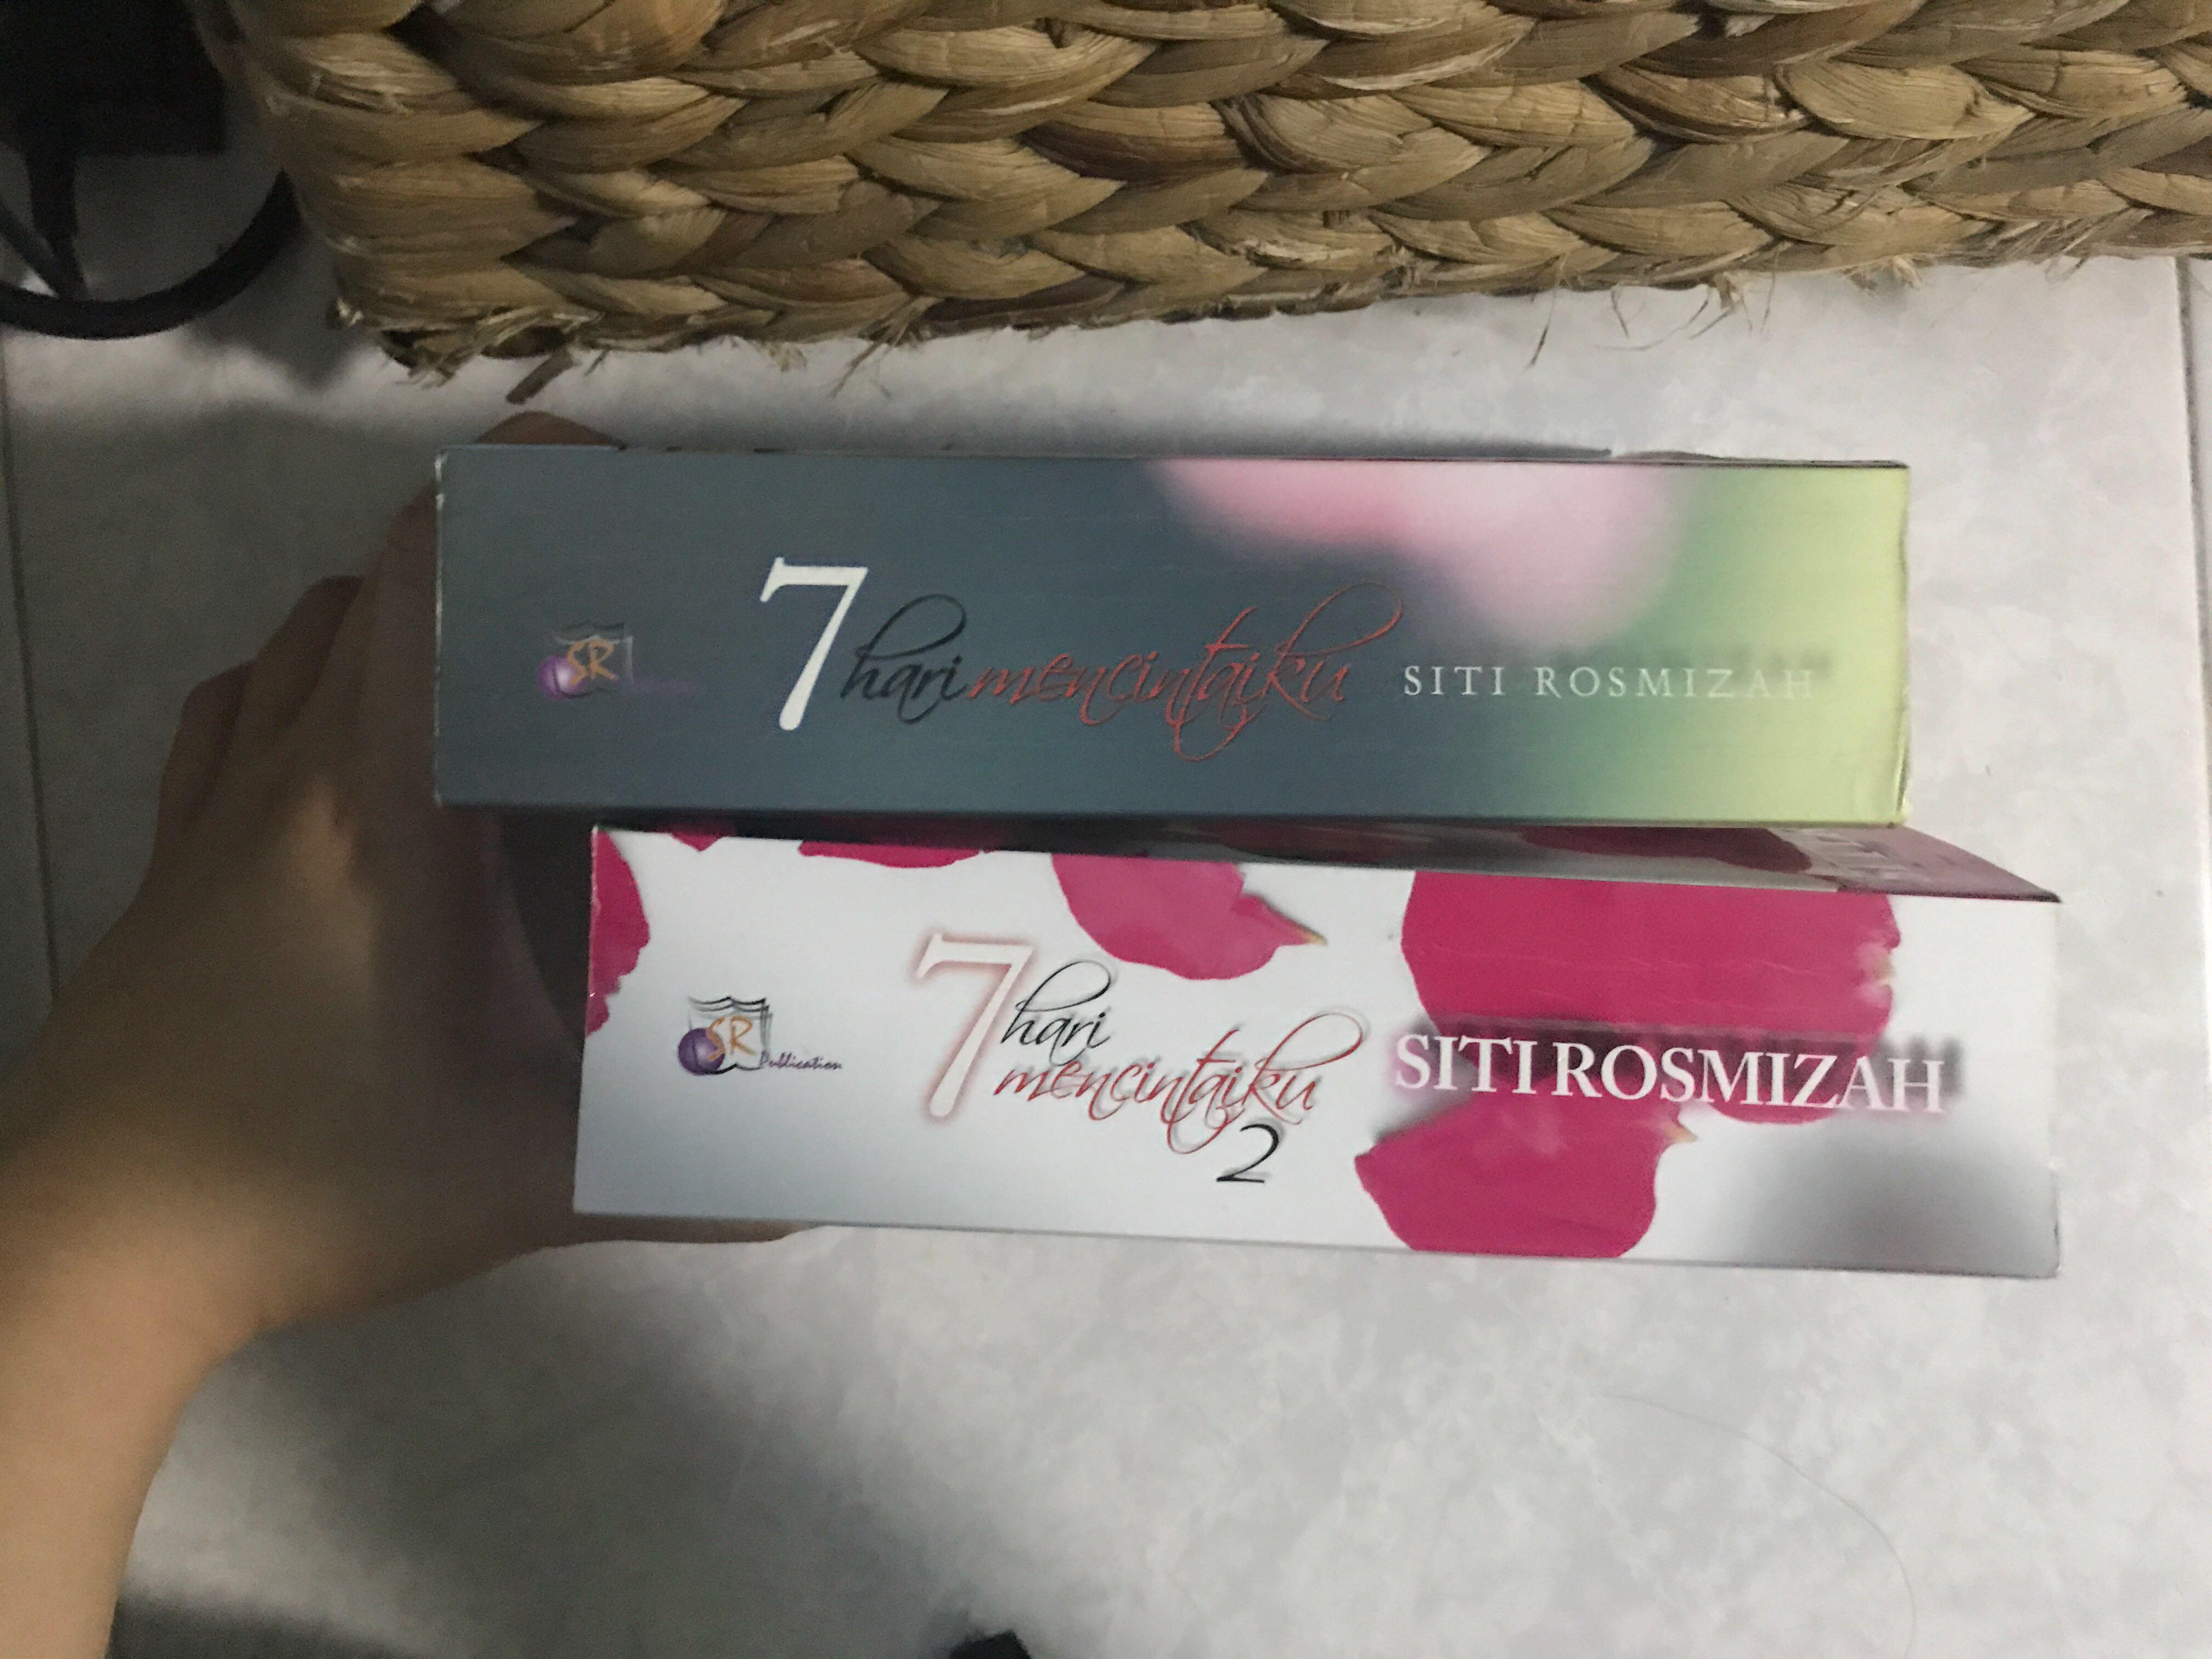 SR
7 hari mencintaiku
SITI ROSMIZAH
SR
Publication
7 hari
mencintaiku
2
SITI ROSMIZAH